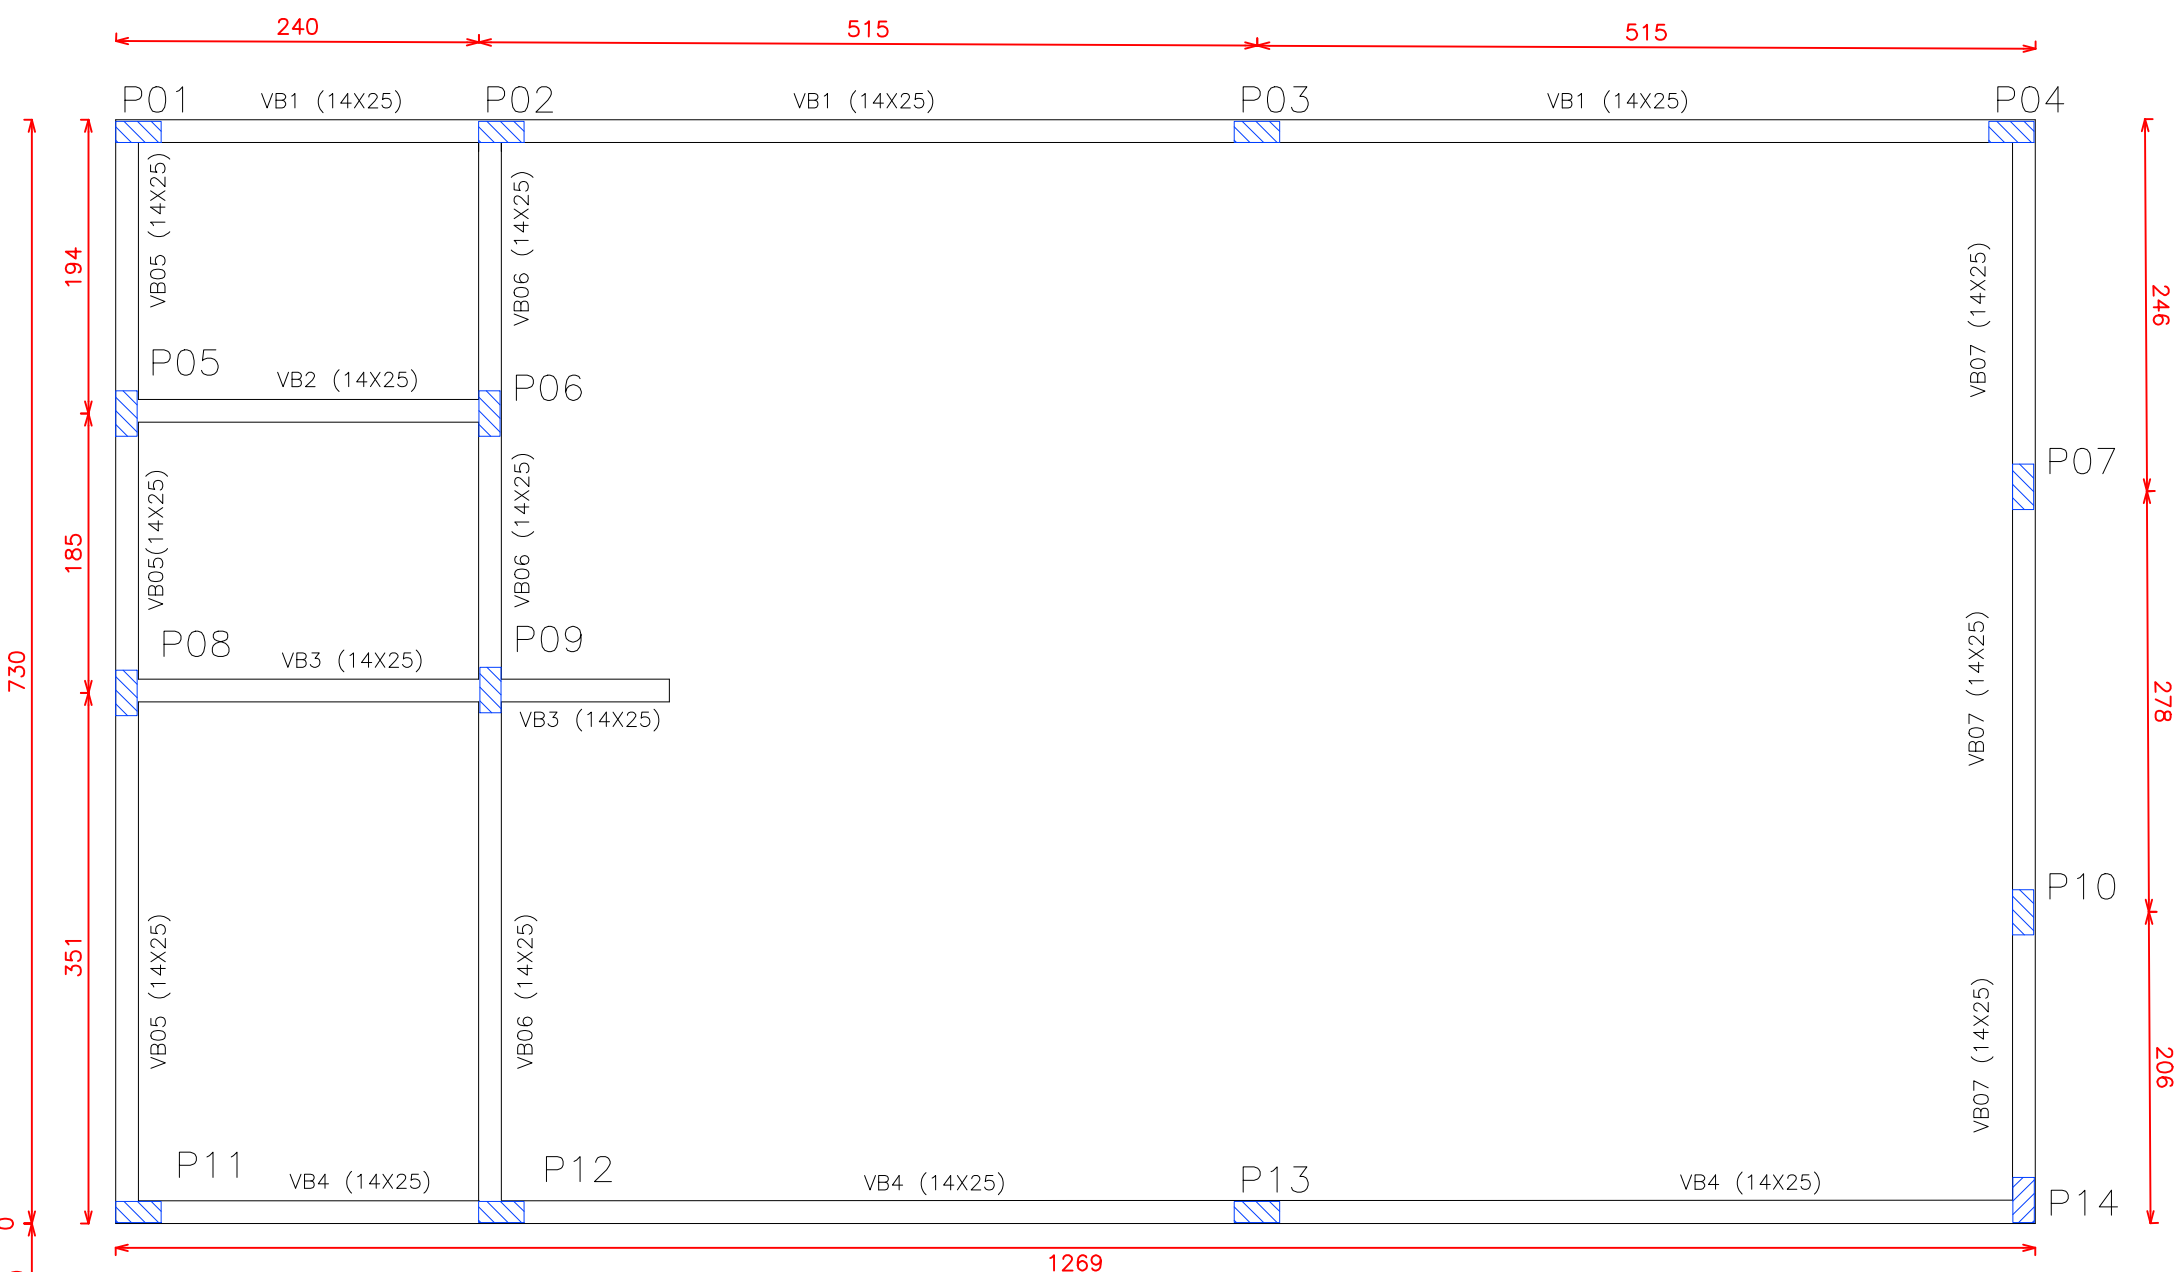 240
515
515
P01
VB1 (14X25)
P02
VB1 (14X25)
P03
VB1 (14X25)
P04
VB05 (14X25)
VB06 (14X25)
194
VB07 (14X25)
246
P05
VB2 (14X25)
P06
P07
185
VB05(14X25)
VB06 (14X25)
P08
VB3 (14X25)
P09
730
VB07 (14X25)
278
VB3 (14X25)
P10
351
VB05 (14X25)
VB06 (14X25)
VB07 (14X25)
206
P11
VB4 (14X25)
P12
VB4 (14X25)
P13
VB4 (14X25)
P14
0
1269